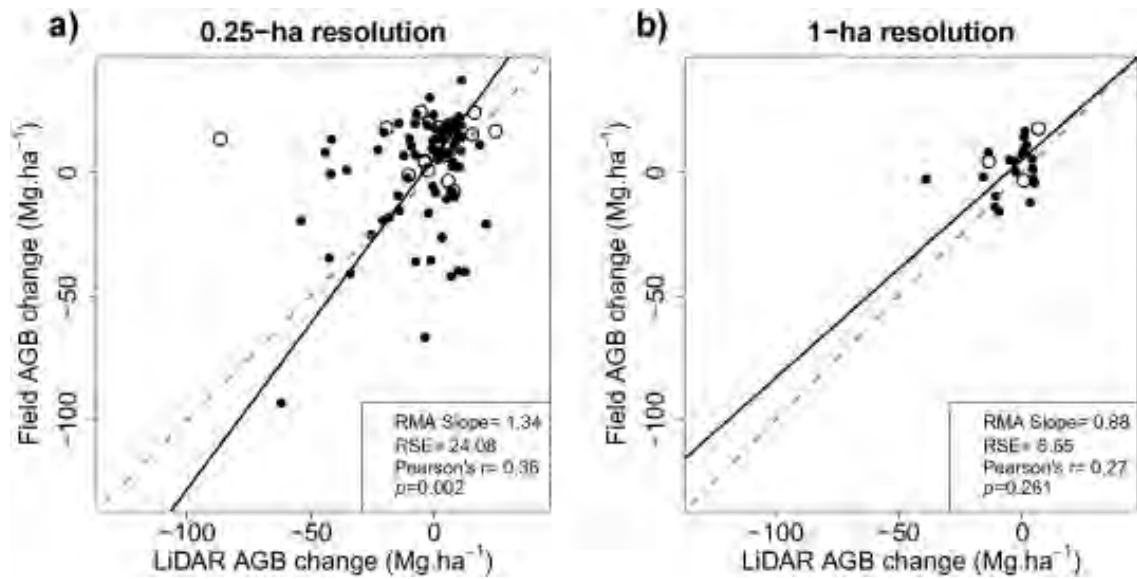 a) 0.25−ha resolution
Field AGB change (Mg.ha−1)
0
−50
−100
RMA Slope= 1.34
RSE= 24.08
Pearson's r= 0.36
p=0.002
−100 −50 0
LiDAR AGB change (Mg.ha−1)
b) 1−ha resolution
Field AGB change (Mg.ha−1)
0
−50
−100
RMA Slope= 0.88
RSE= 8.65
Pearson's r= 0.27
p=0.261
−100 −50 0
LiDAR AGB change (Mg.ha−1)